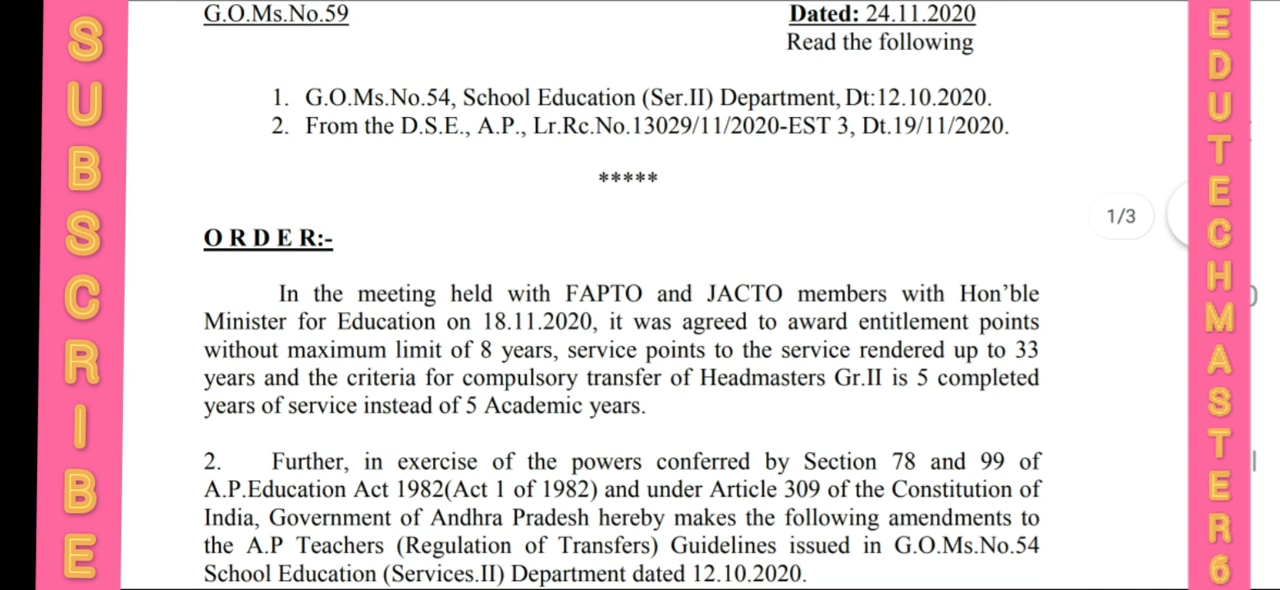 SUBSCRIBE
G.O.Ms.No.59
Dated: 24.11.2020
Read the following
1. G.O.Ms.No.54, School Education (Ser.II) Department, Dt:12.10.2020.
2. From the D.S.E., A.P., Lr.Rc.No.13029/11/2020-EST 3, Dt.19/11/2020.
*****
1/3
O R D E R:-
In the meeting held with FAPTO and JACTO members with Hon’ble
Minister for Education on 18.11.2020, it was agreed to award entitlement points
without maximum limit of 8 years, service points to the service rendered up to 33
years and the criteria for compulsory transfer of Headmasters Gr.II is 5 completed
years of service instead of 5 Academic years.
2. Further, in exercise of the powers conferred by Section 78 and 99 of
A.P.Education Act 1982(Act 1 of 1982) and under Article 309 of the Constitution of
India, Government of Andhra Pradesh hereby makes the following amendments to
the A.P Teachers (Regulation of Transfers) Guidelines issued in G.O.Ms.No.54
School Education (Services.II) Department dated 12.10.2020.
EDUTECHMASTER6